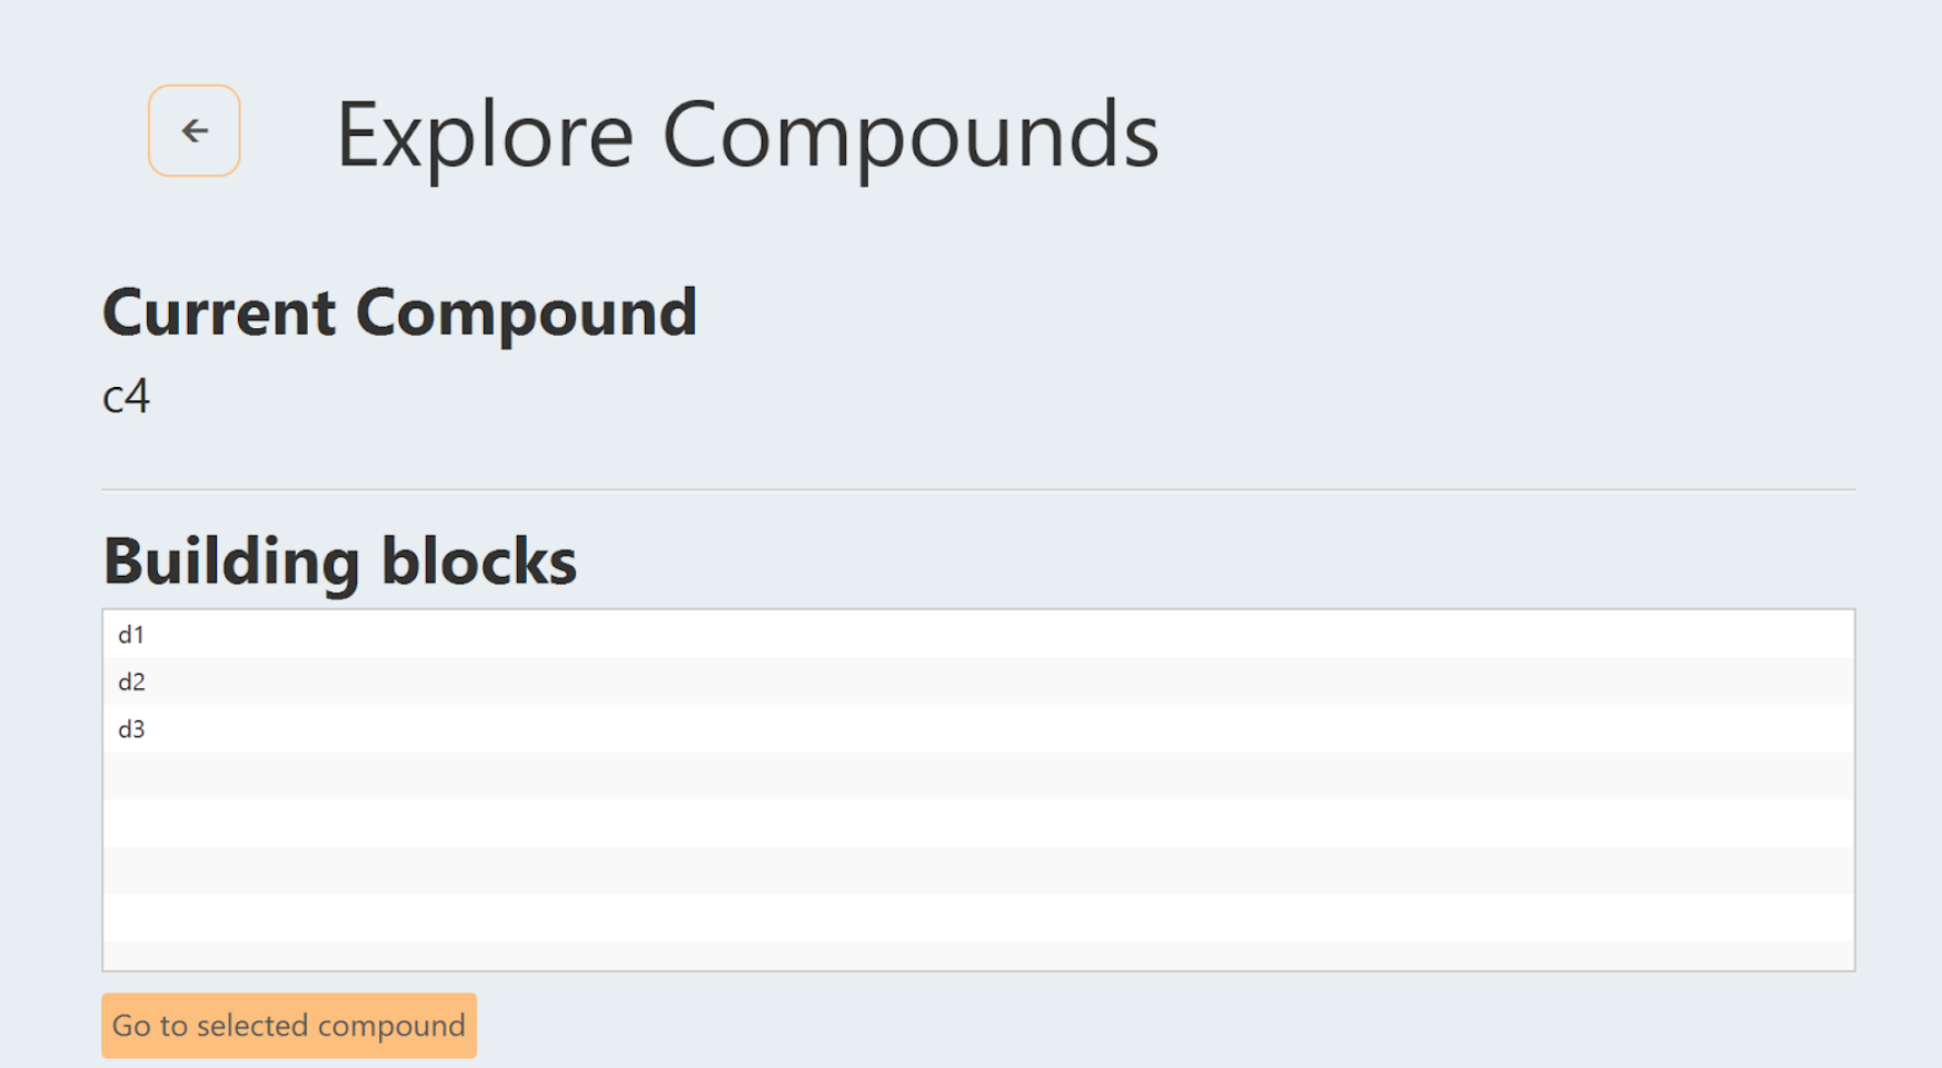 Explore Compounds
Current Compound
c4
Building blocks
d1
d2
d3
Go to selected compound